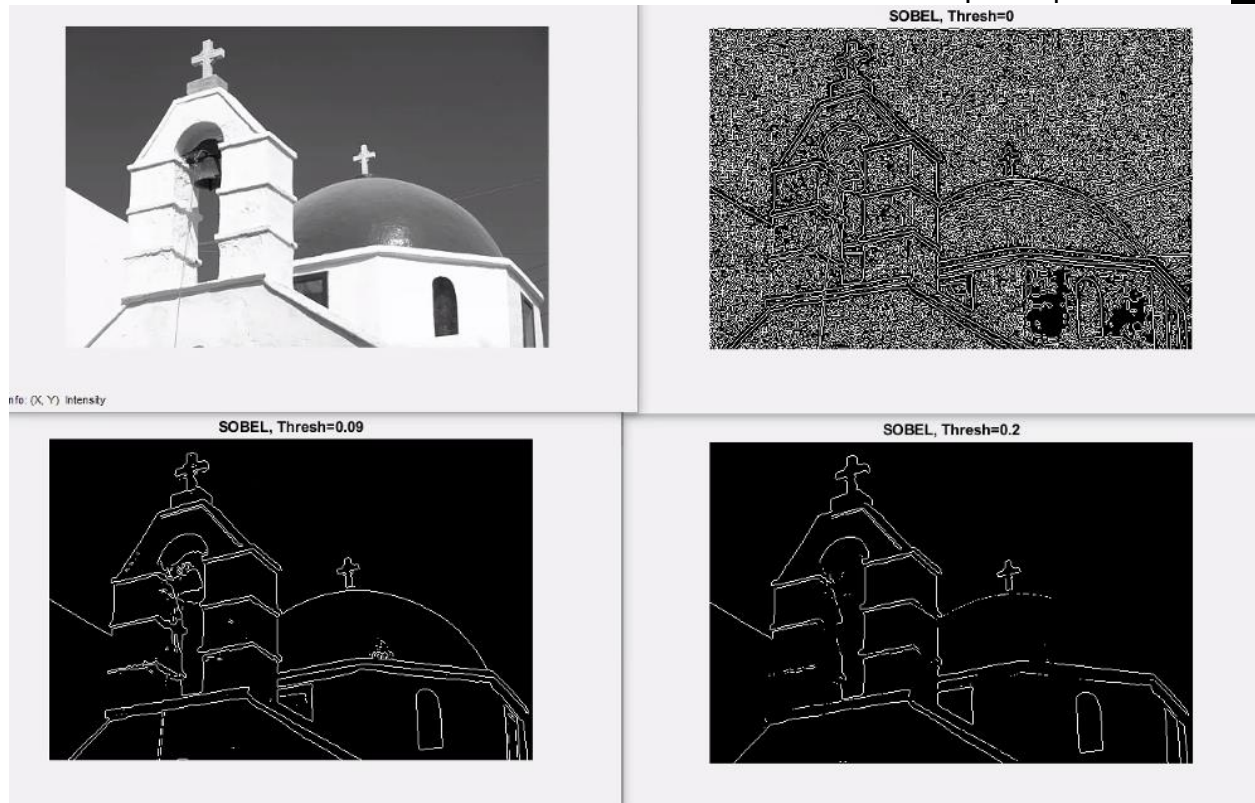 SOBEL, Thresh=0
nfo: (X, Y) Intensity
SOBEL, Thresh=0.09
SOBEL, Thresh=0.2